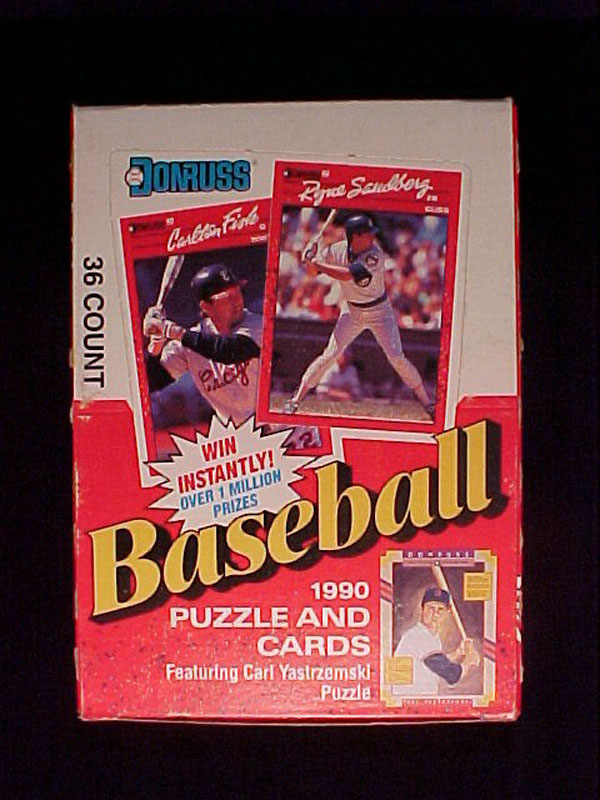 DONRUSS
Carlton Fisk
Ryne Sandberg
2B
CUBS
36 COUNT
WIN
INSTANTLY!
OVER 1 MILLION
PRIZES
Baseball
1990
PUZZLE AND
CARDS
Featuring Carl Yastrzemski
Puzzle
DONRUSS